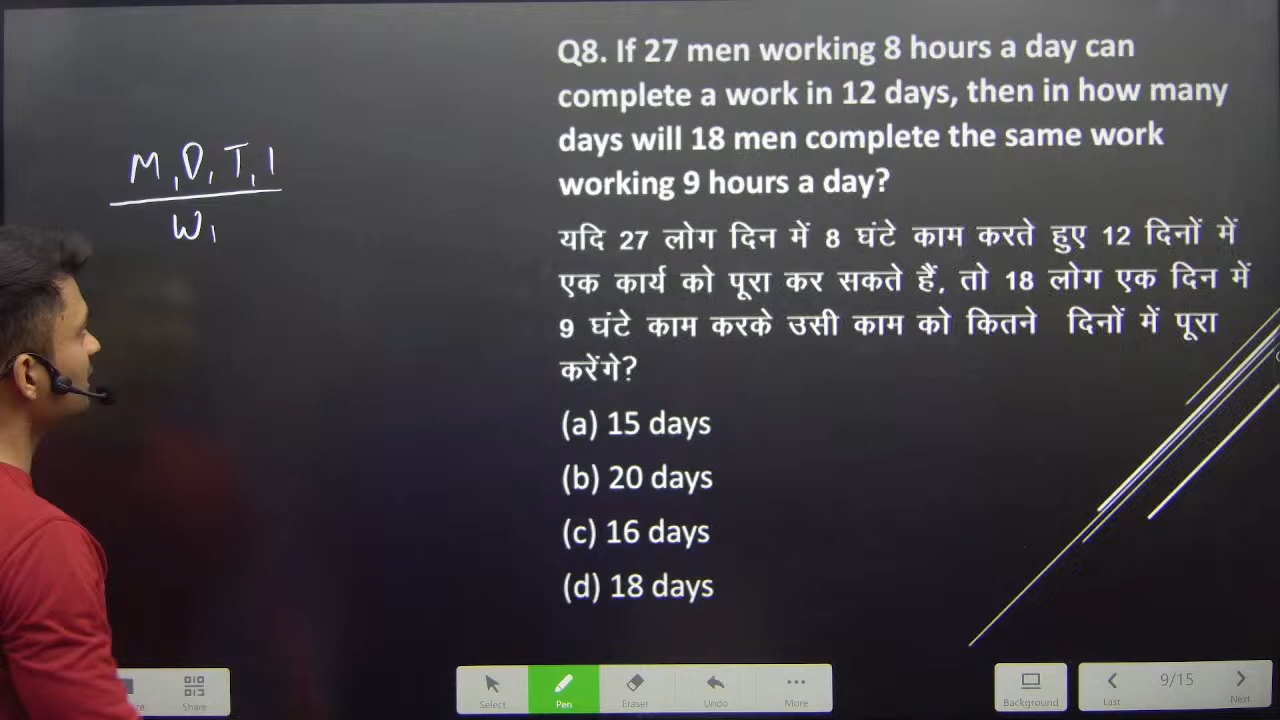 Q8. If 27 men working 8 hours a day can
complete a work in 12 days, then in how many
days will 18 men complete the same work
working 9 hours a day?
M₁D₁T₁1
W₁
यदि 27 लोग दिन में 8 घंटे काम करते हुए 12 दिनों में
एक कार्य को पूरा कर सकते हैं, तो 18 लोग एक दिन में
9 घंटे काम करके उसी काम को कितने दिनों में पूरा
करेंगे?
(a) 15 days
(b) 20 days
(c) 16 days
(d) 18 days
Share
Select
Pen
Eraser
Undo
More
Background
Last
9/15
Next